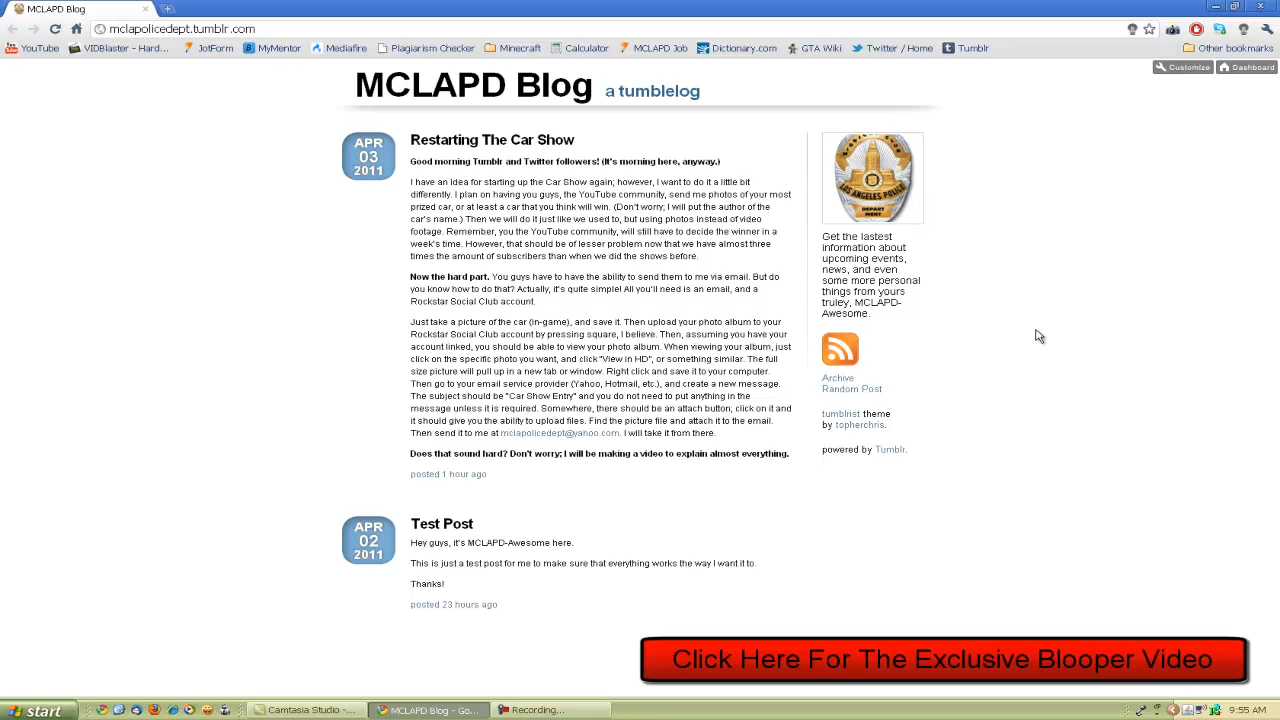 MCLAPD Blog
mclapolicedept.tumblr.com
YouTube VIDBlaster - Hard... JotForm MyMentor Mediafire Plagiarism Checker Minecraft Calculator MCLAPD Job Dictionary.com GTA Wiki Twitter / Home Tumblr Other bookmarks
Customize Dashboard
MCLAPD Blog a tumblelog
APR
03
2011
Restarting The Car Show
Good morning Tumblr and Twitter followers! (It's morning here, anyway.)
I have an idea for starting up the Car Show again; however, I want to do it a little bit
differently. I plan on having you guys, the YouTube community, send me photos of your most
prized car, or at least a car that you think will win. (Don't worry; I will put the author of the
car's name.) Then we will do it just like we used to, but using photos instead of video
footage. Remember, you the YouTube community, will still have to decide the winner in a
week's time. However, that should be of lesser problem now that we have almost three
times the amount of subscribers than when we did the shows before.
Now the hard part. You guys have to have the ability to send them to me via email. But do
you know how to do that? Actually, it's quite simple! All you'll need is an email, and a
Rockstar Social Club account.
Just take a picture of the car (in-game), and save it. Then upload your photo album to your
Rockstar Social Club account by pressing square, I believe. Then, assuming you have your
account linked, you should be able to view your photo album. When viewing your album, just
click on the specific photo you want, and click "View in HD", or something similar. The full
size picture will pull up in a new tab or window. Right click and save it to your computer.
Then go to your email service provider (Yahoo, Hotmail, etc.), and create a new message.
The subject should be "Car Show Entry" and you do not need to put anything in the
message unless it is required. Somewhere, there should be an attach button; click on it and
it should give you the ability to upload files. Find the picture file and attach it to the email.
Then send it to me at mclapolicedept@yahoo.com. I will take it from there.
Does that sound hard? Don't worry; I will be making a video to explain almost everything.
posted 1 hour ago
APR
02
2011
Test Post
Hey guys, it's MCLAPD-Awesome here.
This is just a test post for me to make sure that everything works the way I want it to.
Thanks!
posted 23 hours ago
LOS ANGELES POLICE
DEPART
MENT
Get the lastest
information about
upcoming events,
news, and even
some more personal
things from yours
truley, MCLAPD-
Awesome.
Archive
Random Post
tumblrist theme
by topherchris.
powered by Tumblr.
Click Here For The Exclusive Blooper Video
start Camtasia Studio - ... MCLAPD Blog - Go... Recording... 9:55 AM